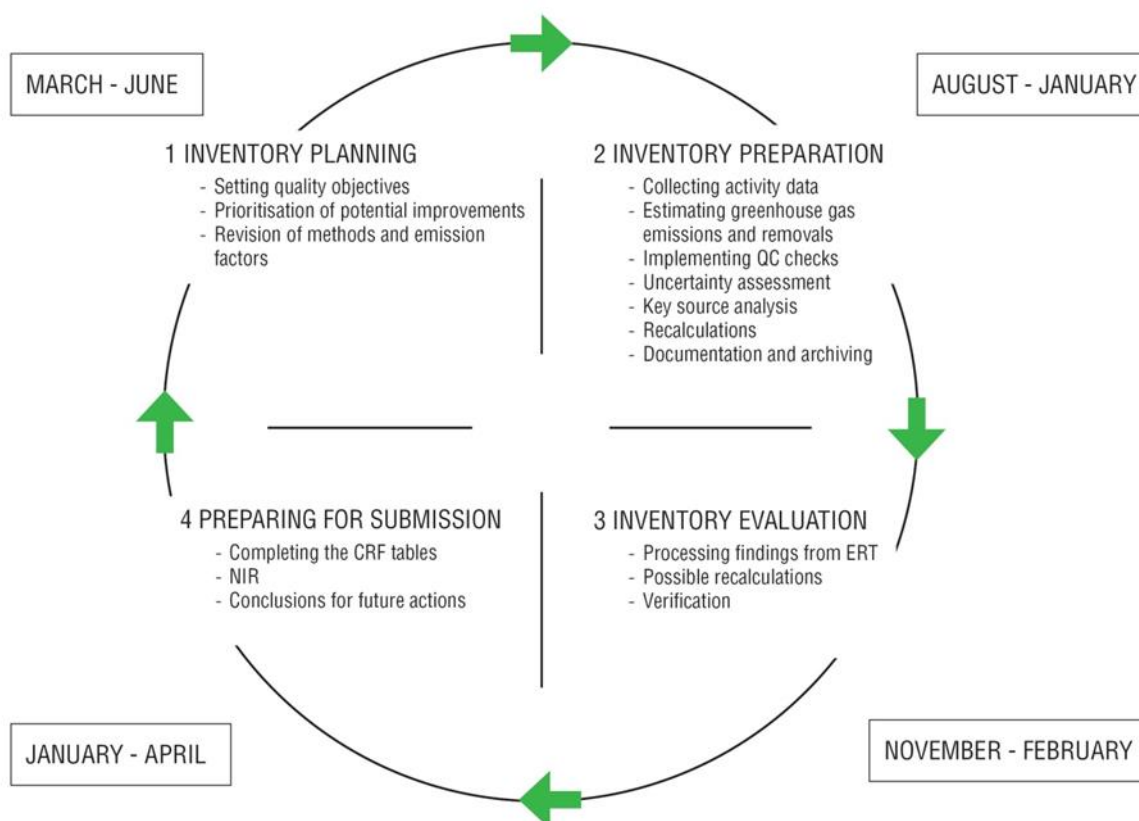 MARCH - JUNE
AUGUST - JANUARY
1 INVENTORY PLANNING
- Setting quality objectives
- Prioritisation of potential improvements
- Revision of methods and emission
factors
2 INVENTORY PREPARATION
- Collecting activity data
- Estimating greenhouse gas
emissions and removals
- Implementing QC checks
- Uncertainty assessment
- Key source analysis
- Recalculations
- Documentation and archiving
4 PREPARING FOR SUBMISSION
- Completing the CRF tables
- NIR
- Conclusions for future actions
3 INVENTORY EVALUATION
- Processing findings from ERT
- Possible recalculations
- Verification
JANUARY - APRIL
NOVEMBER - FEBRUARY